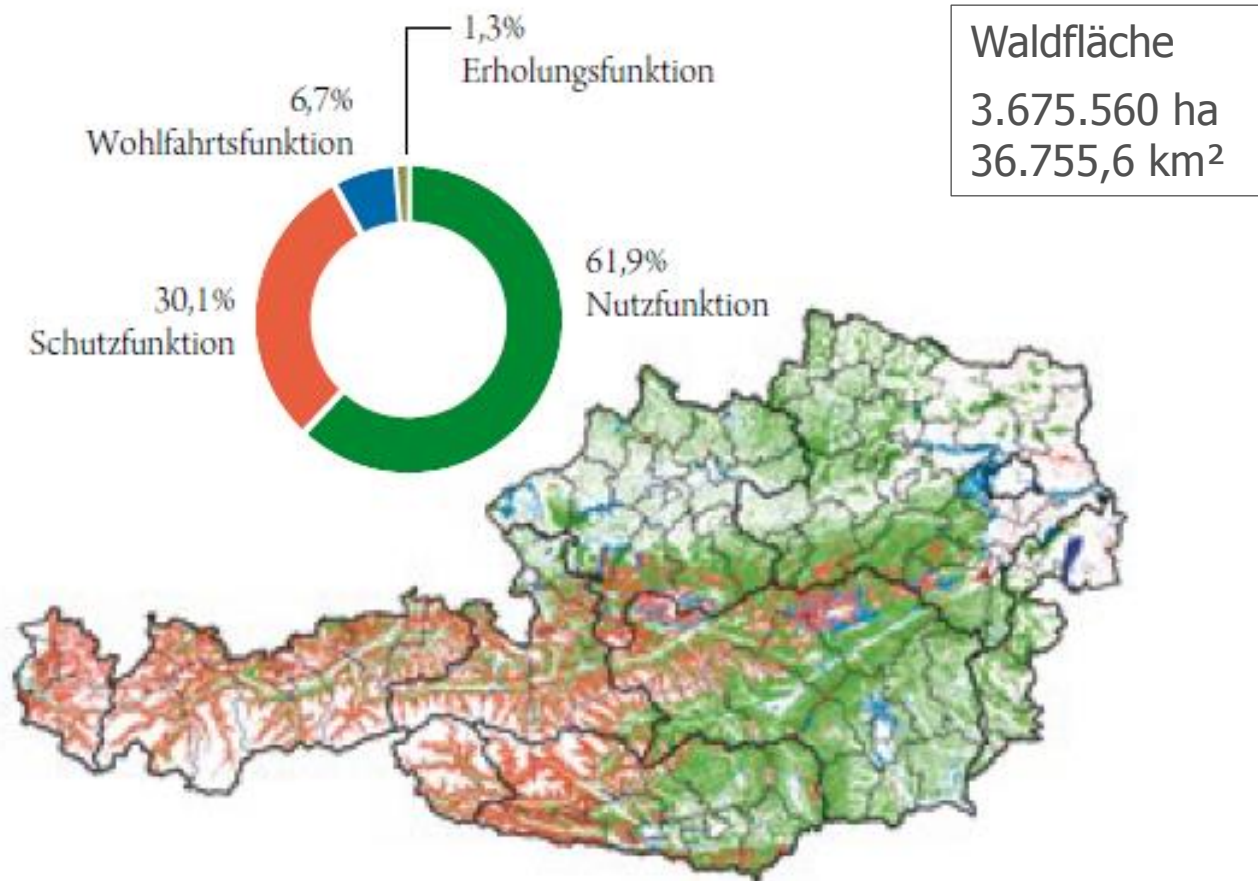 1,3%
Erholungsfunktion
6,7%
Wohlfahrtsfunktion
30,1%
Schutzfunktion
61,9%
Nutzfunktion
Waldfläche
3.675.560 ha
36.755,6 km²